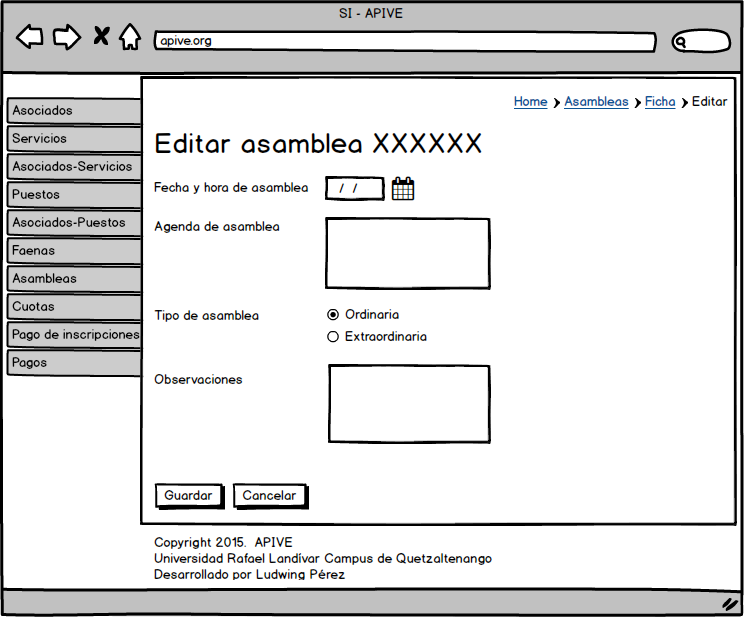 SI - APIVE
apive.org
Home Asambleas Ficha Editar
Asociados
Servicios
Asociados-Servicios
Puestos
Asociados-Puestos
Faenas
Asambleas
Cuotas
Pago de inscripciones
Pagos
Editar asamblea XXXXXX
Fecha y hora de asamblea / /
Agenda de asamblea
Tipo de asamblea Ordinaria
Extraordinaria
Observaciones
Guardar Cancelar
Copyright 2015. APIVE
Universidad Rafael Landívar Campus de Quetzaltenango
Desarrollado por Ludwing Pérez